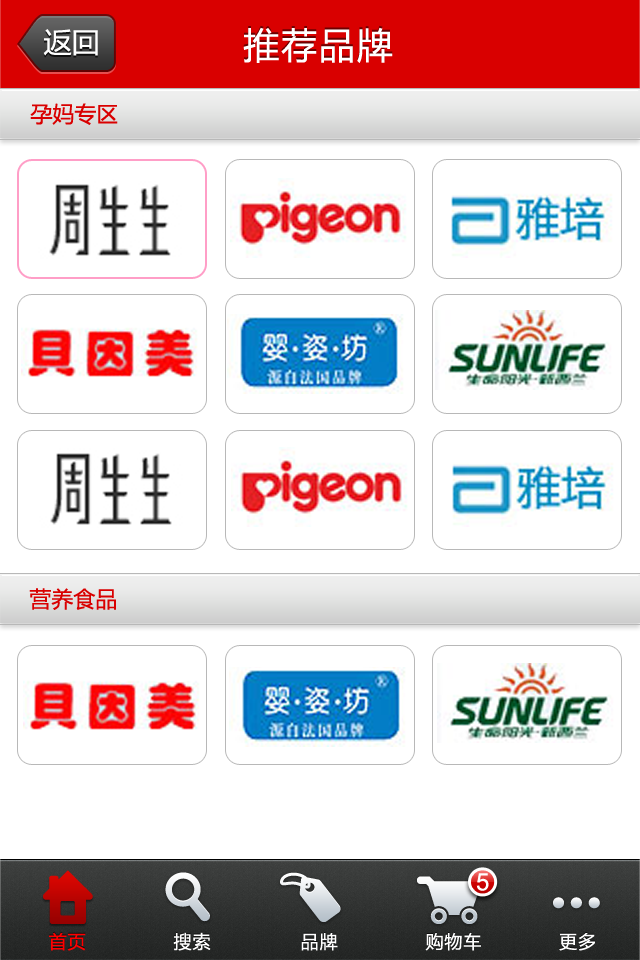 返回
推荐品牌
孕妈专区
周生生
pigeon
雅培
貝因美
婴·姿·坊®
源自法国品牌
SUNLIFE
生命阳光·新西兰
周生生
pigeon
雅培
营养食品
貝因美
婴·姿·坊®
源自法国品牌
SUNLIFE
生命阳光·新西兰
5
首页
搜索
品牌
购物车
更多